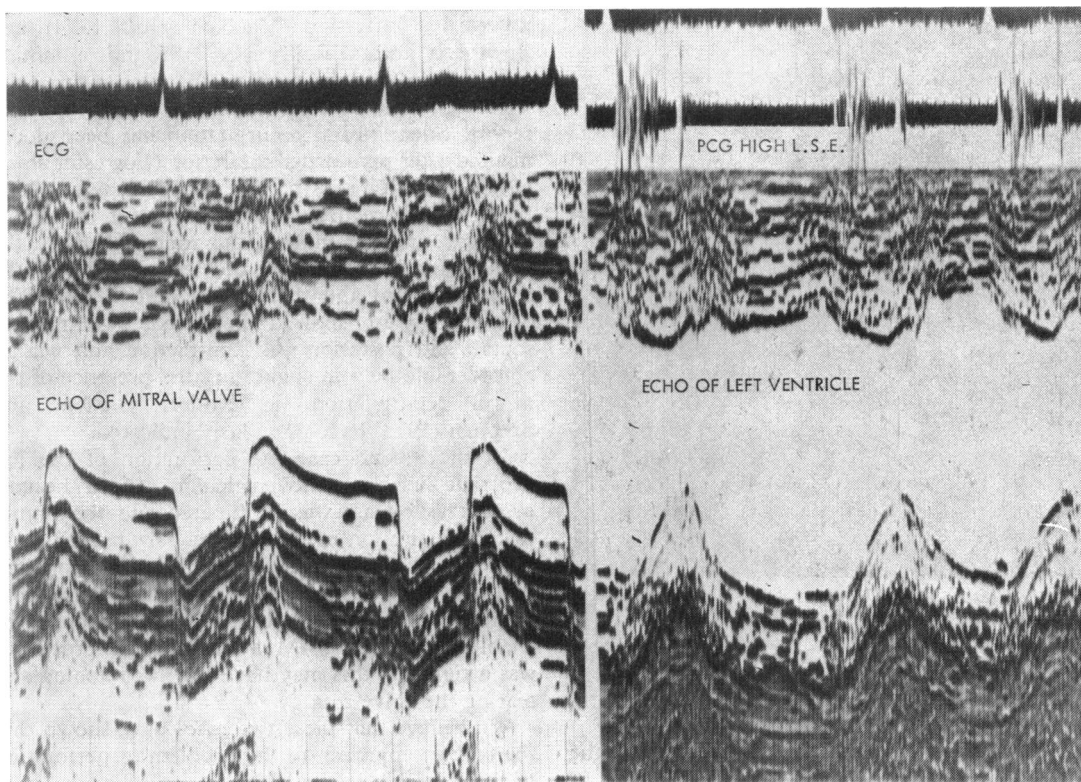 ECG
PCG HIGH L.S.E.
ECHO OF MITRAL VALVE
ECHO OF LEFT VENTRICLE